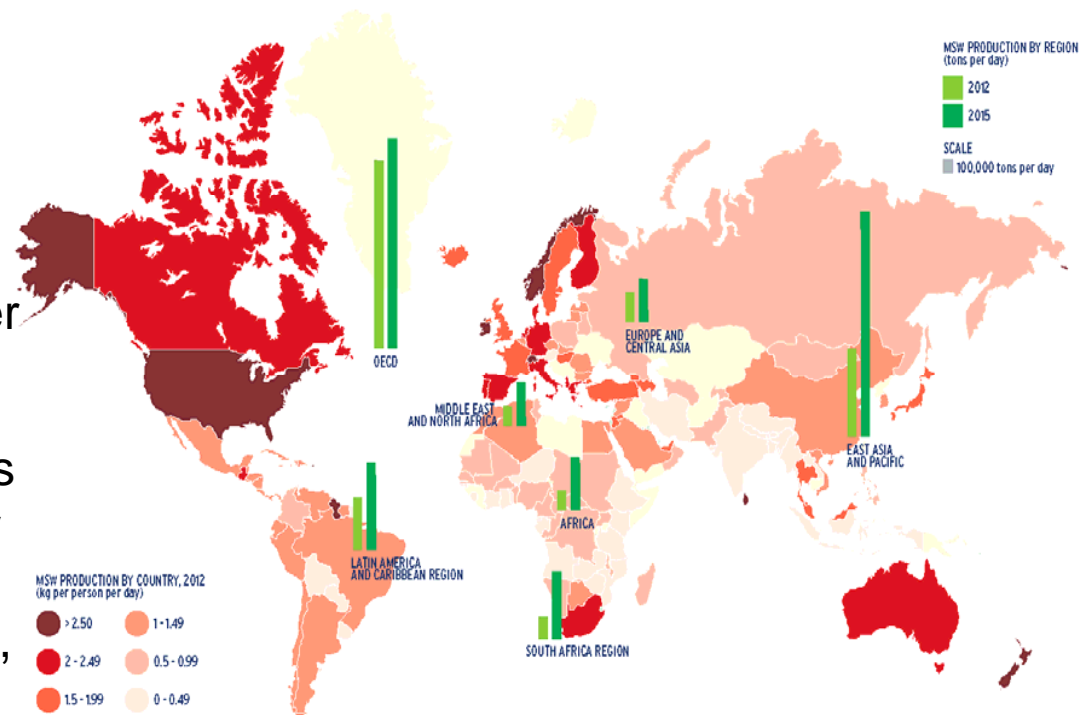 MSW PRODUCTION BY REGION
(tons per day)
2012
2015
SCALE
100,000 tons per day
er
OECD
EUROPE AND
CENTRAL ASIA
MIDDLE EAST
AND NORTH AFRICA
EAST ASIA
AND PACIFIC
s
AFRICA
LATIN AMERICA
AND CARIBBEAN REGION
SOUTH AFRICA REGION
MSW PRODUCTION BY COUNTRY, 2012
(kg per person per day)
>2.50
1-1.49
2 - 2.49
0.5 - 0.99
1.5 - 1.99
0 - 0.49
,